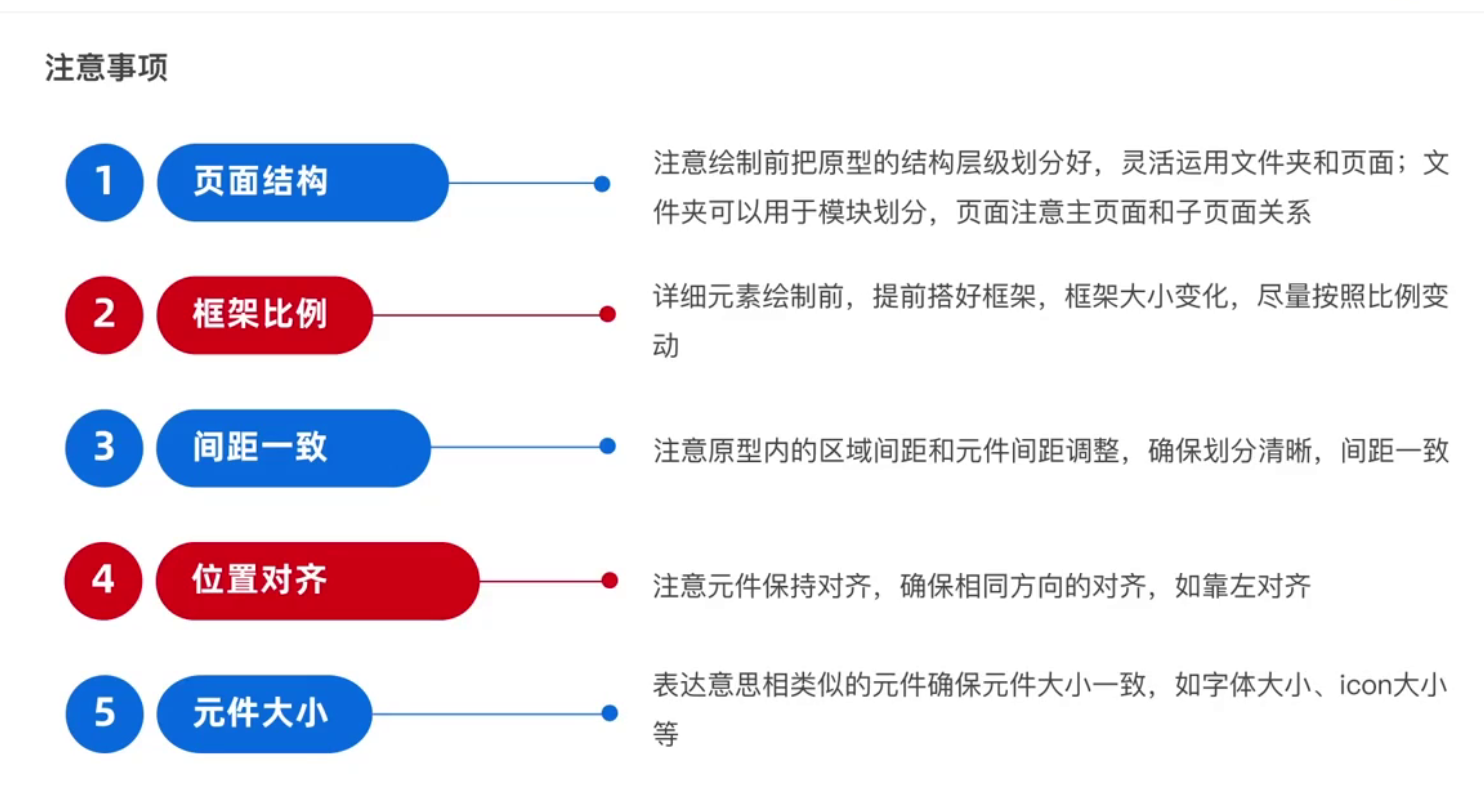 注意事项
1 页面结构
注意绘制前把原型的结构层级划分好，灵活运用文件夹和页面；文
件夹可以用于模块划分，页面注意主页面和子页面关系
2 框架比例
详细元素绘制前，提前搭好框架，框架大小变化，尽量按照比例变
动
3 间距一致
注意原型内的区域间距和元件间距调整，确保划分清晰，间距一致
4 位置对齐
注意元件保持对齐，确保相同方向的对齐，如靠左对齐
5 元件大小
表达意思相类似的元件确保元件大小一致，如字体大小、icon大小
等